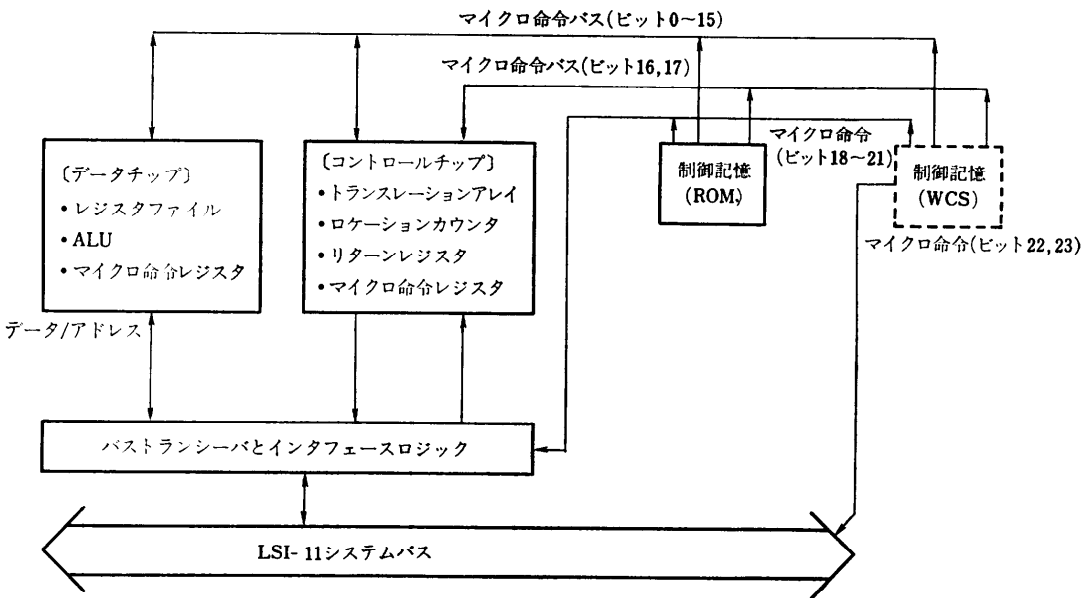 マイクロ命令バス(ビット0〜15)
マイクロ命令バス(ビット16,17)
マイクロ命令
(ビット18〜21)
〔データチップ〕
•レジスタファイル
•ALU
•マイクロ命令レジスタ
〔コントロールチップ〕
•トランスレーションアレイ
•ロケーションカウンタ
•リターンレジスタ
•マイクロ命令レジスタ
制御記憶
(ROM)
制御記憶
(WCS)
マイクロ命令(ビット22,23)
データ/アドレス
バストランシーバとインタフェースロジック
LSI-11システムバス